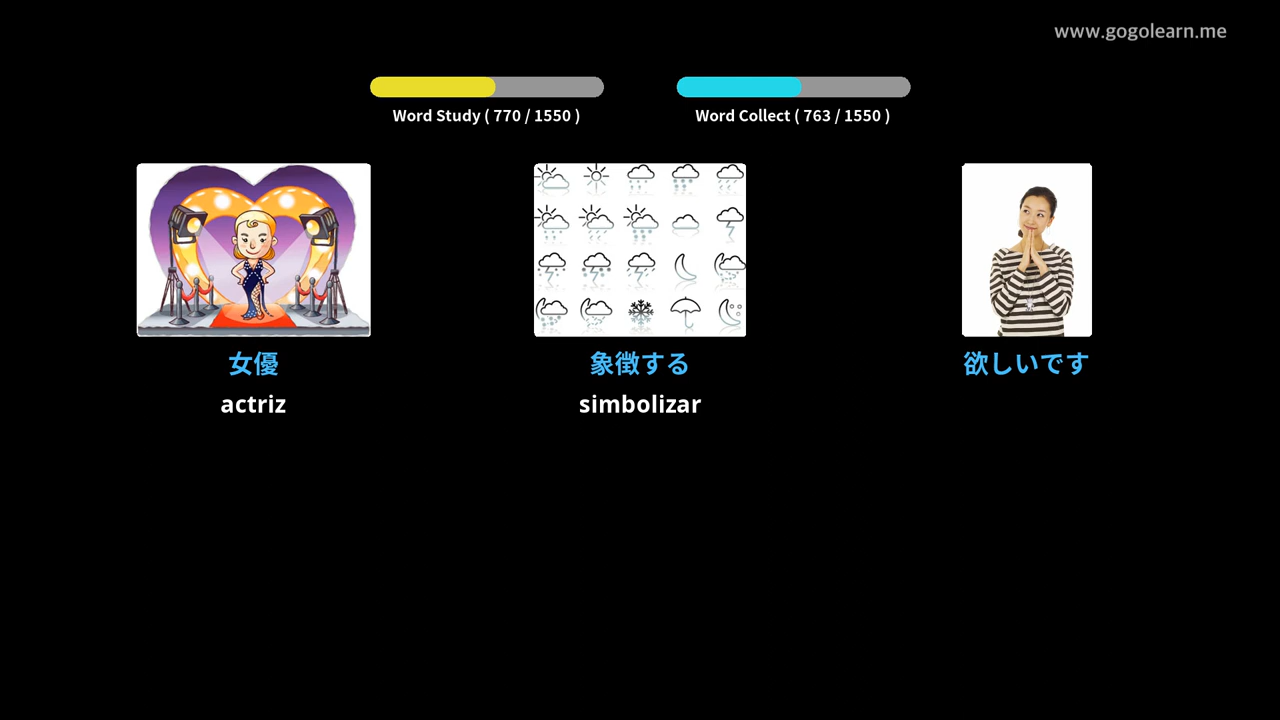 www.gogolearn.me
Word Study ( 770 / 1550 )
Word Collect ( 763 / 1550 )
女優
象徴する
欲しいです
actriz
simbolizar